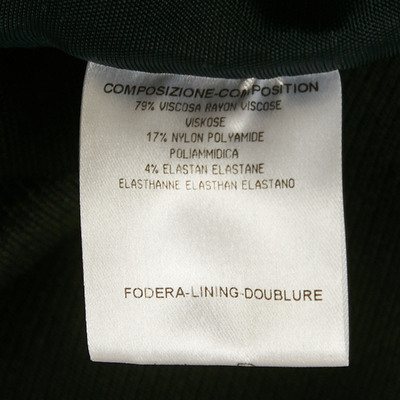 COMPOSIZIONE-COMPOSITION
79% VISCOSA RAYON VISCOSE
VISKOSE
17% NYLON POLYAMIDE
POLIAMMIDICA
4% ELASTAN ELASTANE
ELASTHANNE ELASTHAN ELASTANO
FODERA-LINING-DOUBLURE